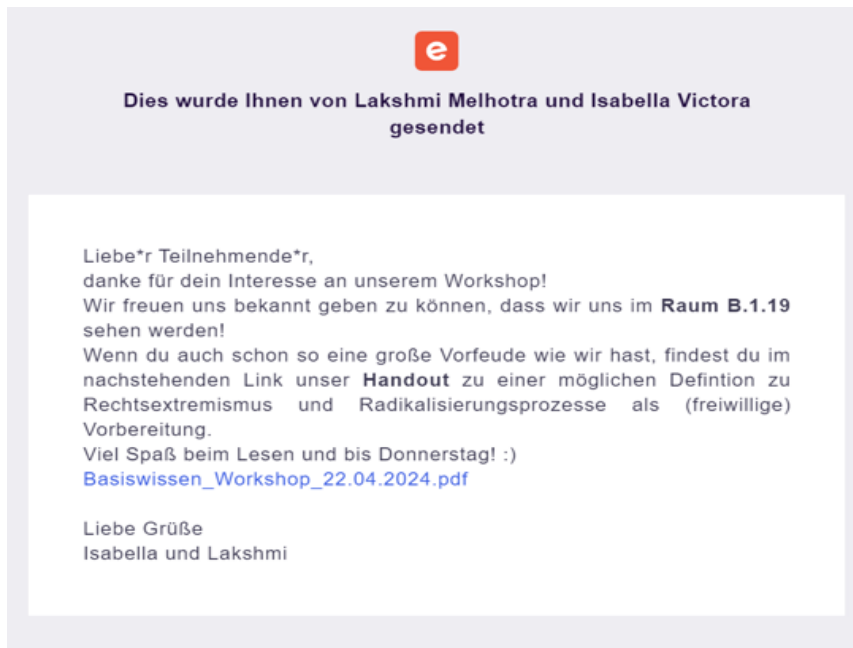 e
Dies wurde Ihnen von Lakshmi Melhotra und Isabella Victora
gesendet
Liebe*r Teilnehmende*r,
danke für dein Interesse an unserem Workshop!
Wir freuen uns bekannt geben zu können, dass wir uns im Raum B.1.19
sehen werden!
Wenn du auch schon so eine große Vorfeude wie wir hast, findest du im
nachstehenden Link unser Handout zu einer möglichen Defintion zu
Rechtsextremismus und Radikalisierungsprozesse als (freiwillige)
Vorbereitung.
Viel Spaß beim Lesen und bis Donnerstag! :)
Basiswissen_Workshop_22.04.2024.pdf
Liebe Grüße
Isabella und Lakshmi